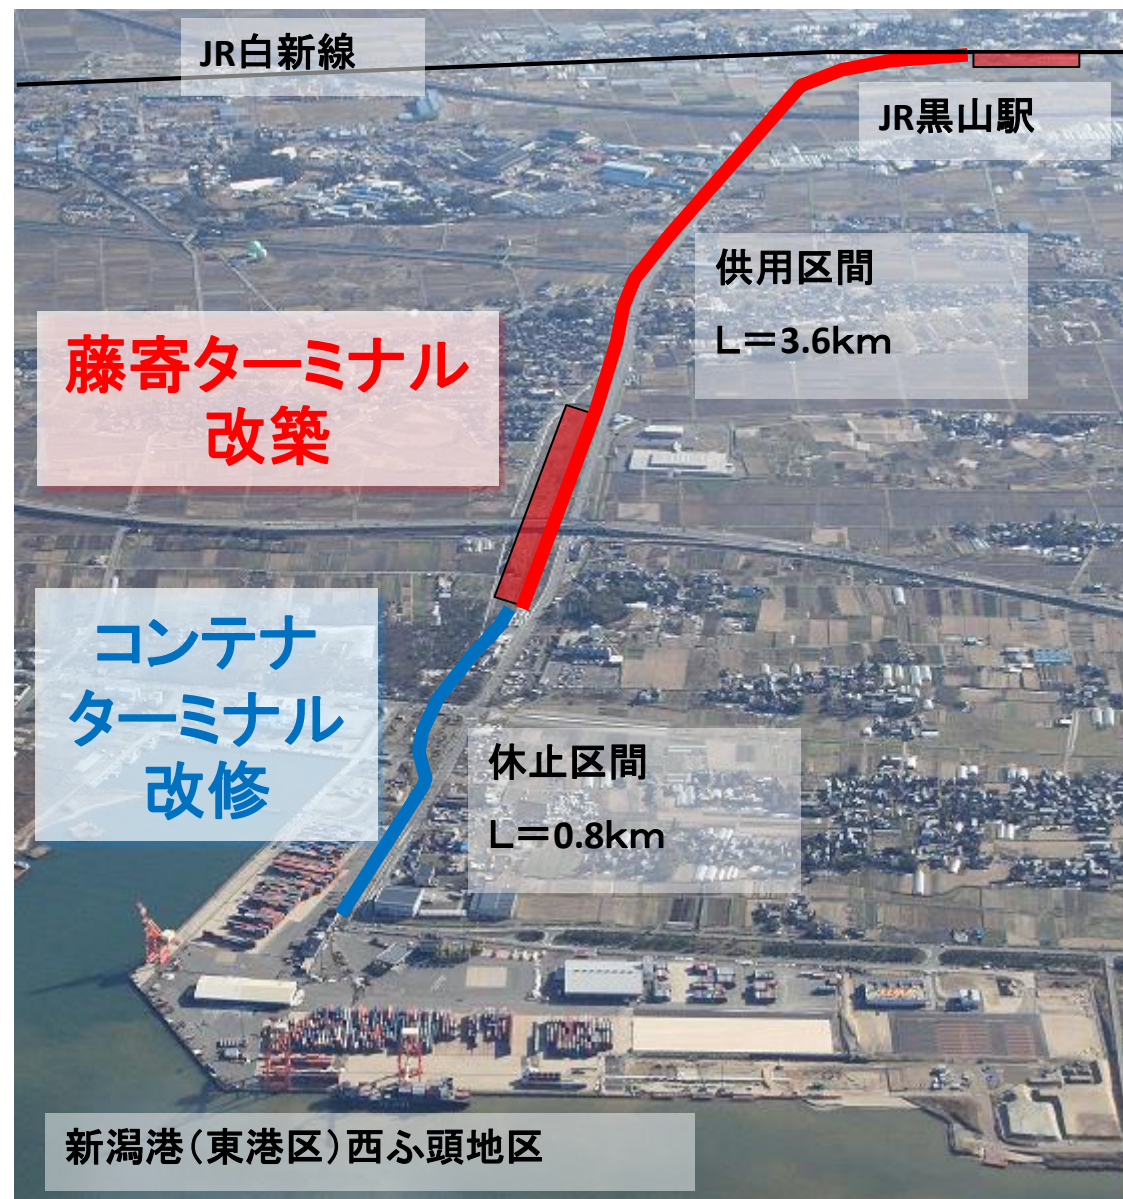 JR白新線
JR黒山駅
供用区間
L＝3.6km
藤寄ターミナル
改築
コンテナ
ターミナル
改修
休止区間
L＝0.8km
新潟港（東港区）西ふ頭地区